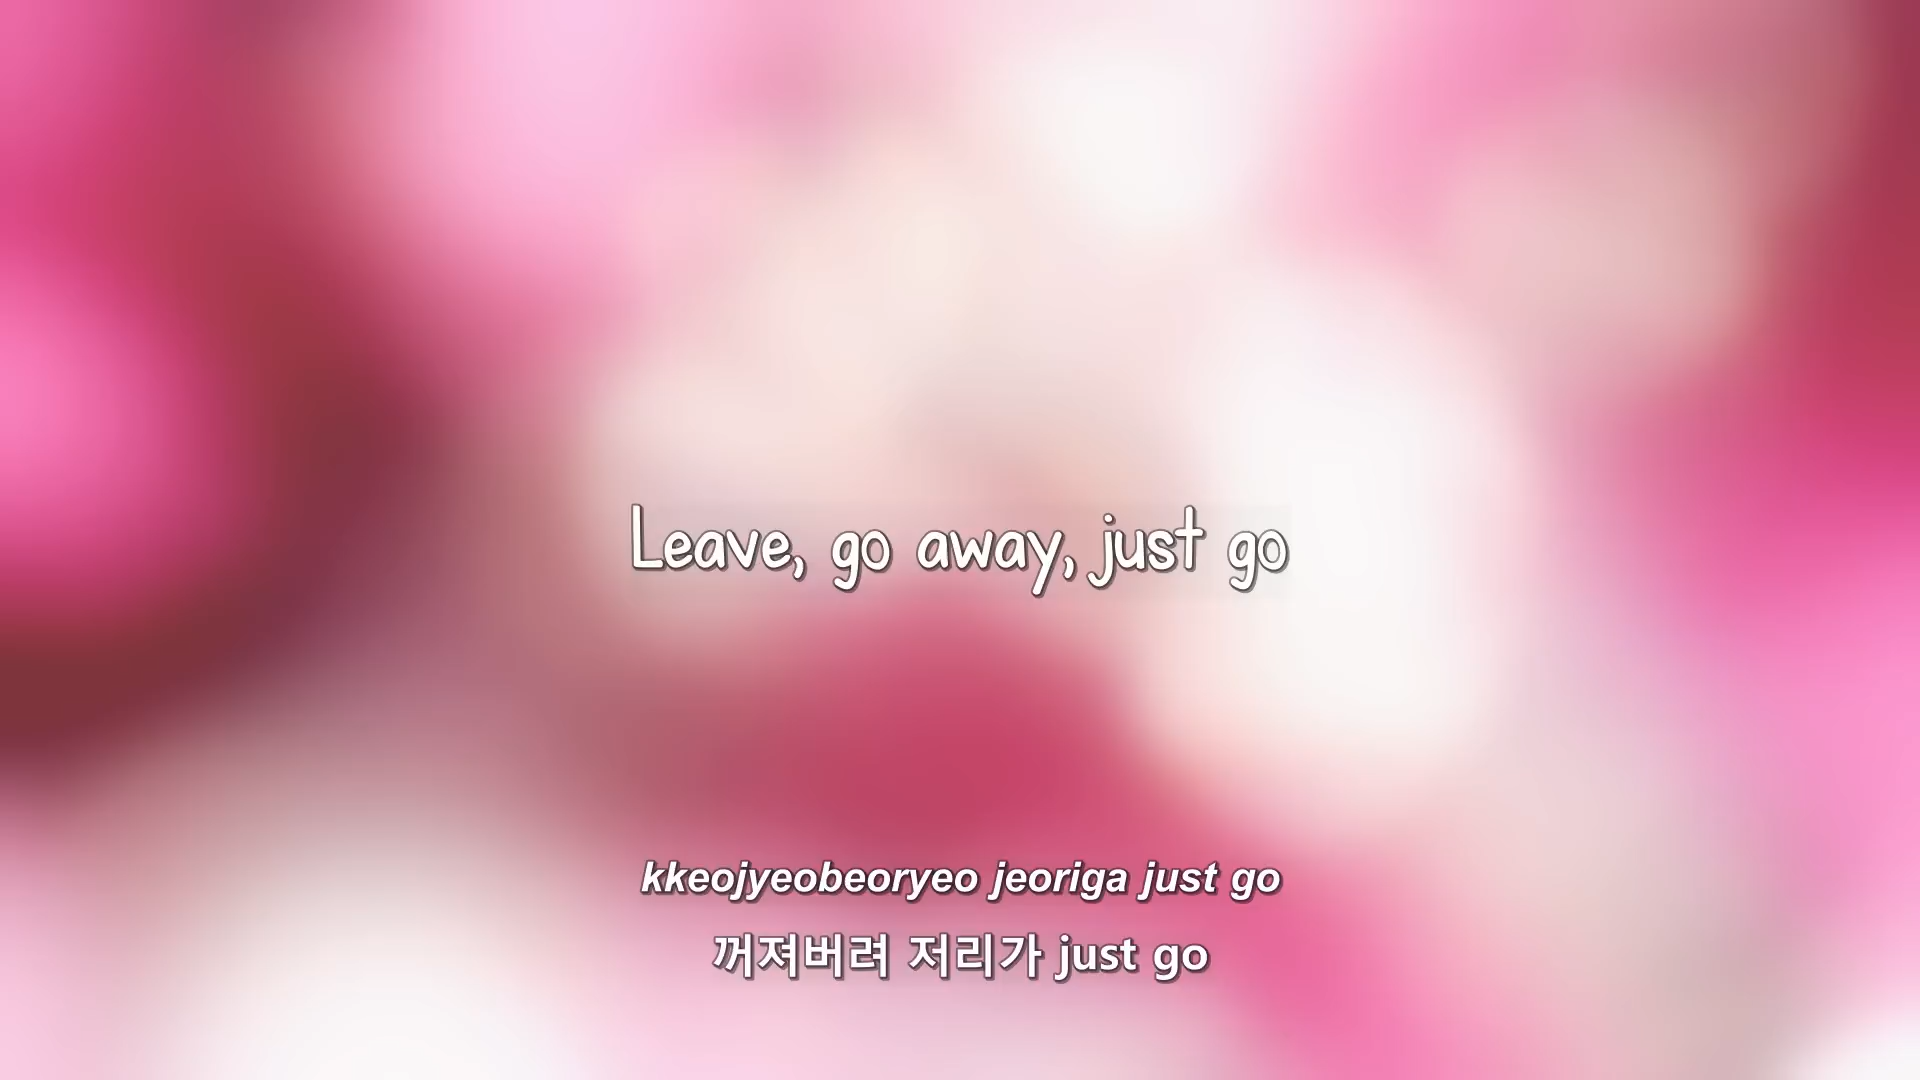 Leave, go away, just go
kkeojyeobeoryeo jeoriga just go
꺼져버려 저리가 just go